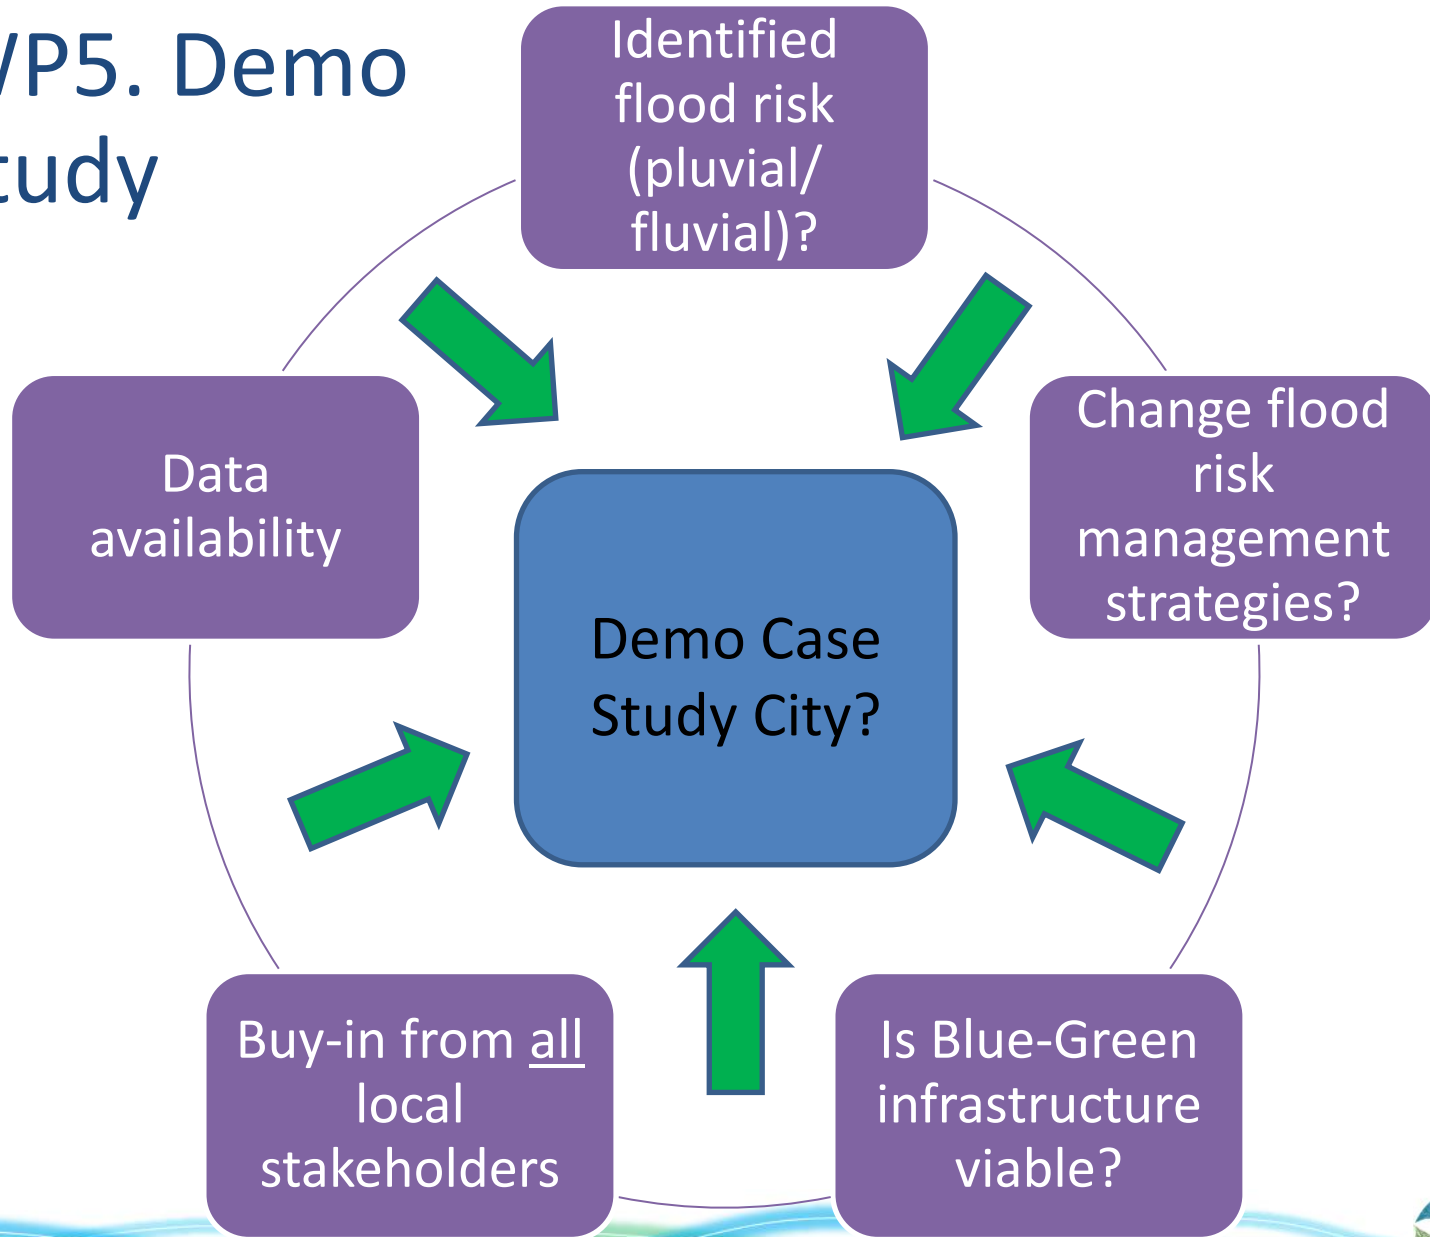 VP5. Demo
tudy
Identified
flood risk
(pluvial/
fluvial)?
Change flood
risk
management
strategies?
Data
availability
Demo Case
Study City?
Buy-in from all
local
stakeholders
Is Blue-Green
infrastructure
viable?